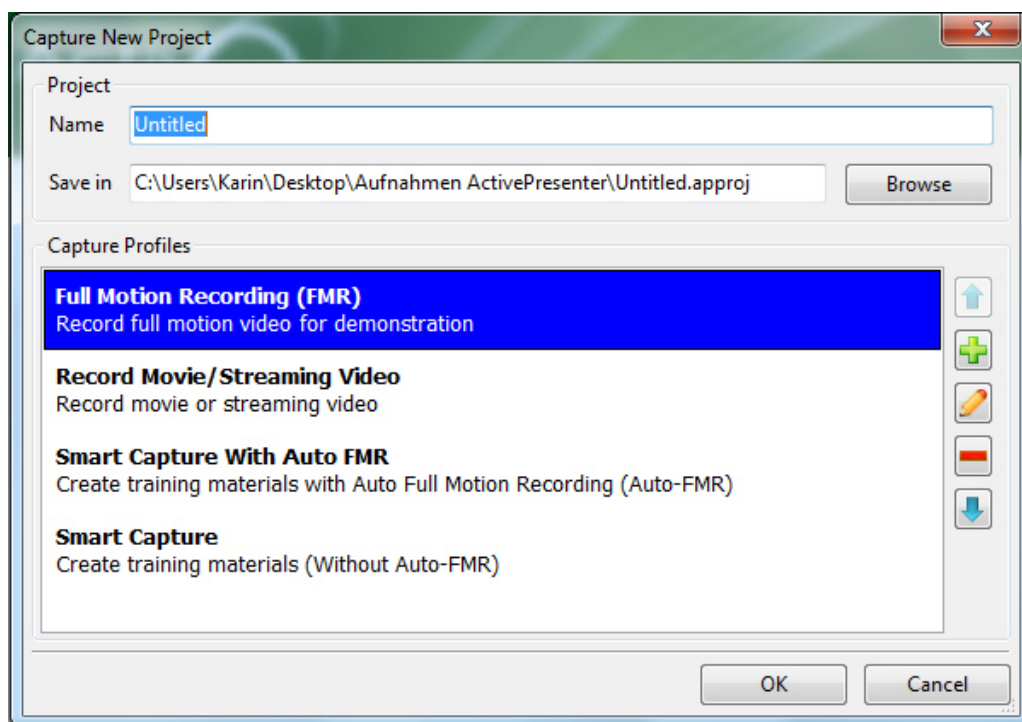 Capture New Project
Project
Name Untitled
Save in C:\Users\Karin\Desktop\Aufnahmen ActivePresenter\Untitled.approj Browse
Capture Profiles
Full Motion Recording (FMR)
Record full motion video for demonstration
Record Movie/Streaming Video
Record movie or streaming video
Smart Capture With Auto FMR
Create training materials with Auto Full Motion Recording (Auto-FMR)
Smart Capture
Create training materials (Without Auto-FMR)
OK Cancel